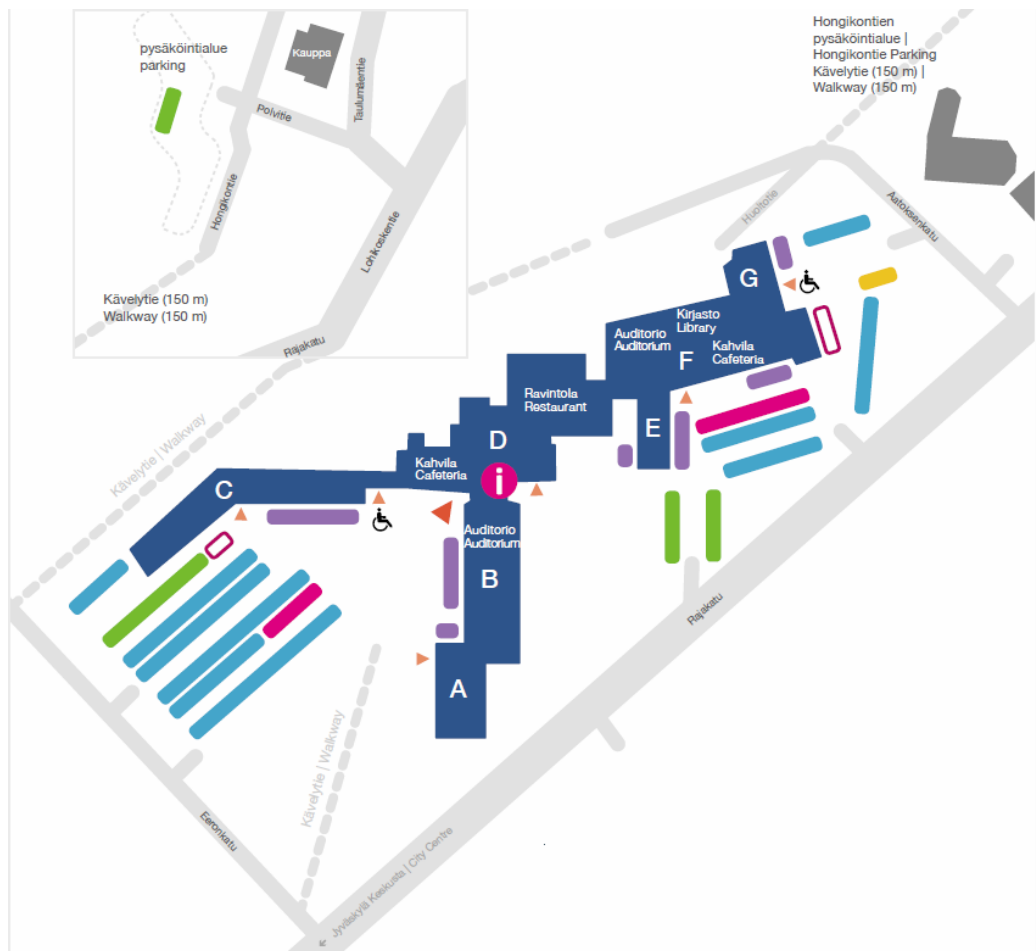 pysäköintialue
parking
Kauppa
Polvitie
Taulumäentie
Hongikontie
Lohikoskentie
Kävelytie (150 m)
Walkway (150 m)
Rajakatu
Hongikontien
pysäköintialue |
Hongikontie Parking
Kävelytie (150 m) |
Walkway (150 m)
Huoltotie
Aatoksenkatu
G
Kirjasto
Library
Auditorio
Auditorium
F
Kahvila
Cafeteria
Ravintola
Restaurant
E
D
Kahvila
Cafeteria
i
C
Kävelytie | Walkway
Auditorio
Auditorium
B
A
Kävelytie | Walkway
Eeronkatu
Rajakatu
Jyväskylä Keskusta | City Centre